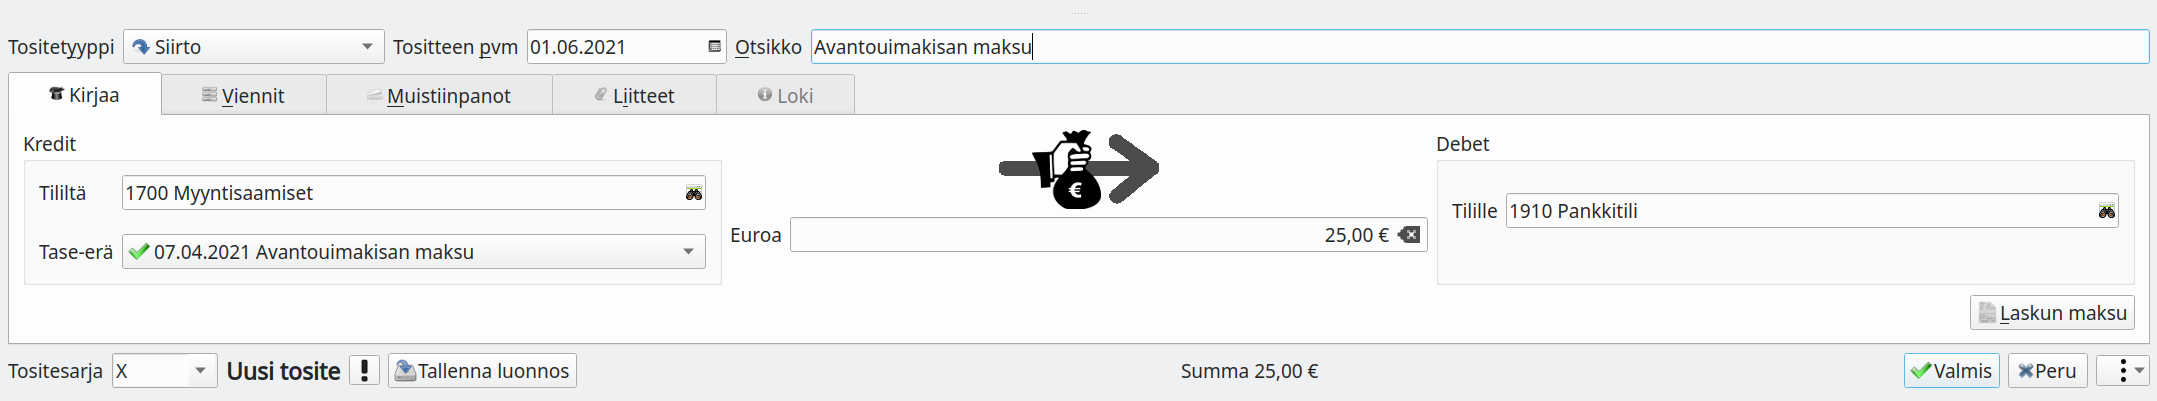 Tositetyyppi Siirto Tositteen pvm 01.06.2021 Otsikko Avantouimakisan maksu
Kirjaa Viennit Muistiinpanot Liitteet Loki
Kredit Debet
Tililtä 1700 Myyntisaamiset
€
Tilille 1910 Pankkitili
Euroa 25,00 €
Tase-erä 07.04.2021 Avantouimakisan maksu
Laskun maksu
Tositesarja X Uusi tosite ! Tallenna luonnos Summa 25,00 € Valmis Peru